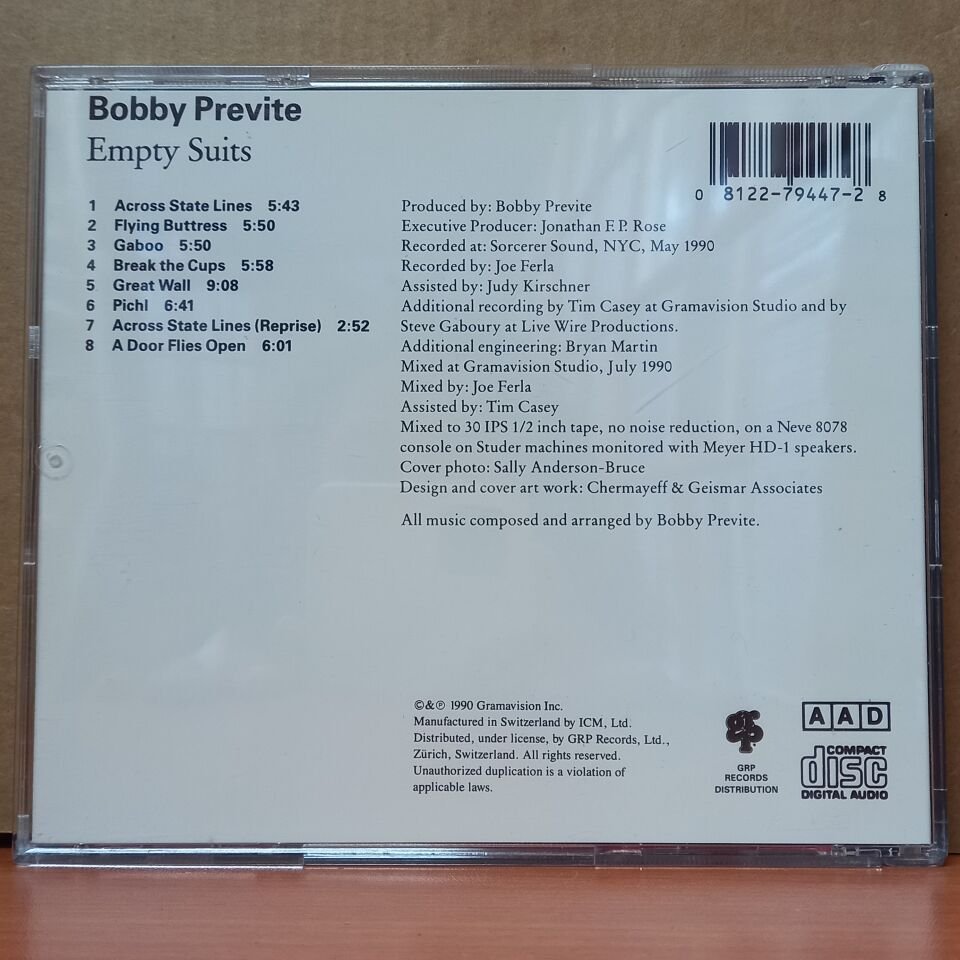 Bobby Previte
Empty Suits
0 8122-79447-2 8
1 Across State Lines 5:43
2 Flying Buttress 5:50
3 Gaboo 5:50
4 Break the Cups 5:58
5 Great Wall 9:08
6 Pichl 6:41
7 Across State Lines (Reprise) 2:52
8 A Door Flies Open 6:01
Produced by: Bobby Previte
Executive Producer: Jonathan F. P. Rose
Recorded at: Sorcerer Sound, NYC, May 1990
Recorded by: Joe Ferla
Assisted by: Judy Kirschner
Additional recording by Tim Casey at Gramavision Studio and by
Steve Gaboury at Live Wire Productions.
Additional engineering: Bryan Martin
Mixed at Gramavision Studio, July 1990
Mixed by: Joe Ferla
Assisted by: Tim Casey
Mixed to 30 IPS 1/2 inch tape, no noise reduction, on a Neve 8078
console on Studer machines monitored with Meyer HD-1 speakers.
Cover photo: Sally Anderson-Bruce
Design and cover art work: Chermayeff & Geismar Associates
All music composed and arranged by Bobby Previte.
©&℗ 1990 Gramavision Inc.
Manufactured in Switzerland by ICM, Ltd.
Distributed, under license, by GRP Records, Ltd.,
Zürich, Switzerland. All rights reserved.
Unauthorized duplication is a violation of
applicable laws.
grp
GRP
RECORDS
DISTRIBUTION
AAD
COMPACT
disc
DIGITAL AUDIO